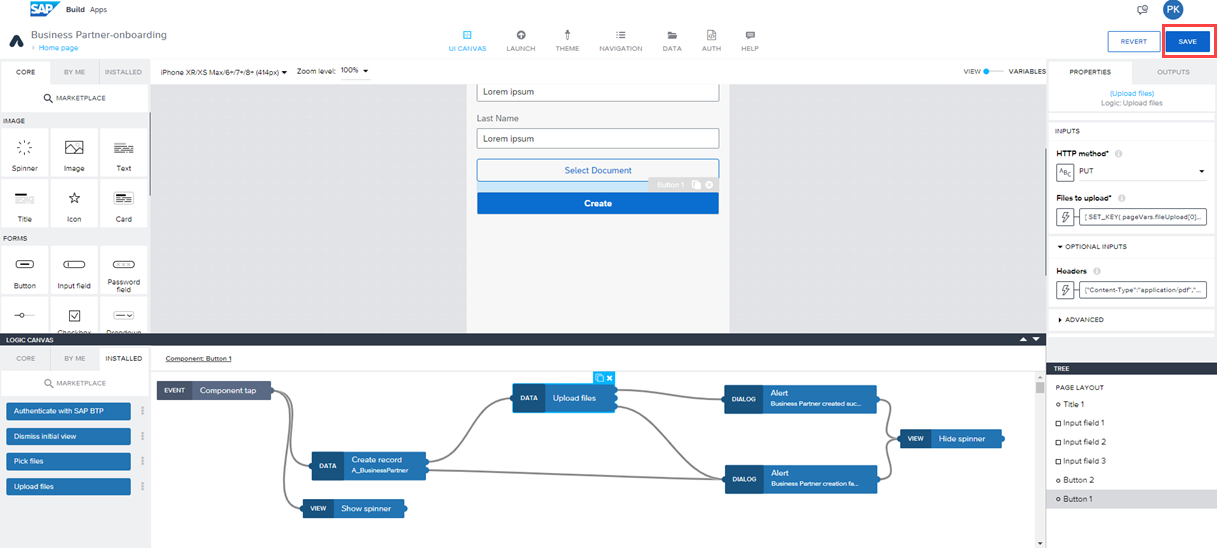 SAP Build Apps
PK
Business Partner-onboarding
Home page
UI CANVAS LAUNCH THEME NAVIGATION DATA AUTH HELP
REVERT SAVE
CORE BY ME INSTALLED
iPhone XR/XS Max/6+/7+/8+ (414px) Zoom level: 100%
VIEW VARIABLES
PROPERTIES OUTPUTS
MARKETPLACE
IMAGE
Spinner Image Text
Title Icon Card
FORMS
Button Input field Password
field
Checkbox Dropdown
Lorem ipsum
Last Name
Lorem ipsum
Select Document
Button 1
Create
(Upload files)
Logic: Upload files
INPUTS
HTTP method*
ABC PUT
Files to upload*
[ SET_KEY( pageVars.fileUpload[0]...
OPTIONAL INPUTS
Headers
{"Content-Type":"application/pdf","...
ADVANCED
LOGIC CANVAS
CORE BY ME INSTALLED
MARKETPLACE
Authenticate with SAP BTP
Dismiss initial view
Pick files
Upload files
Component: Button 1
EVENT Component tap
DATA Upload files
DIALOG Alert
Business Partner created suc...
VIEW Hide spinner
DATA Create record
A_BusinessPartner
DIALOG Alert
Business Partner creation fa...
VIEW Show spinner
TREE
PAGE LAYOUT
Title 1
Input field 1
Input field 2
Input field 3
Button 2
Button 1